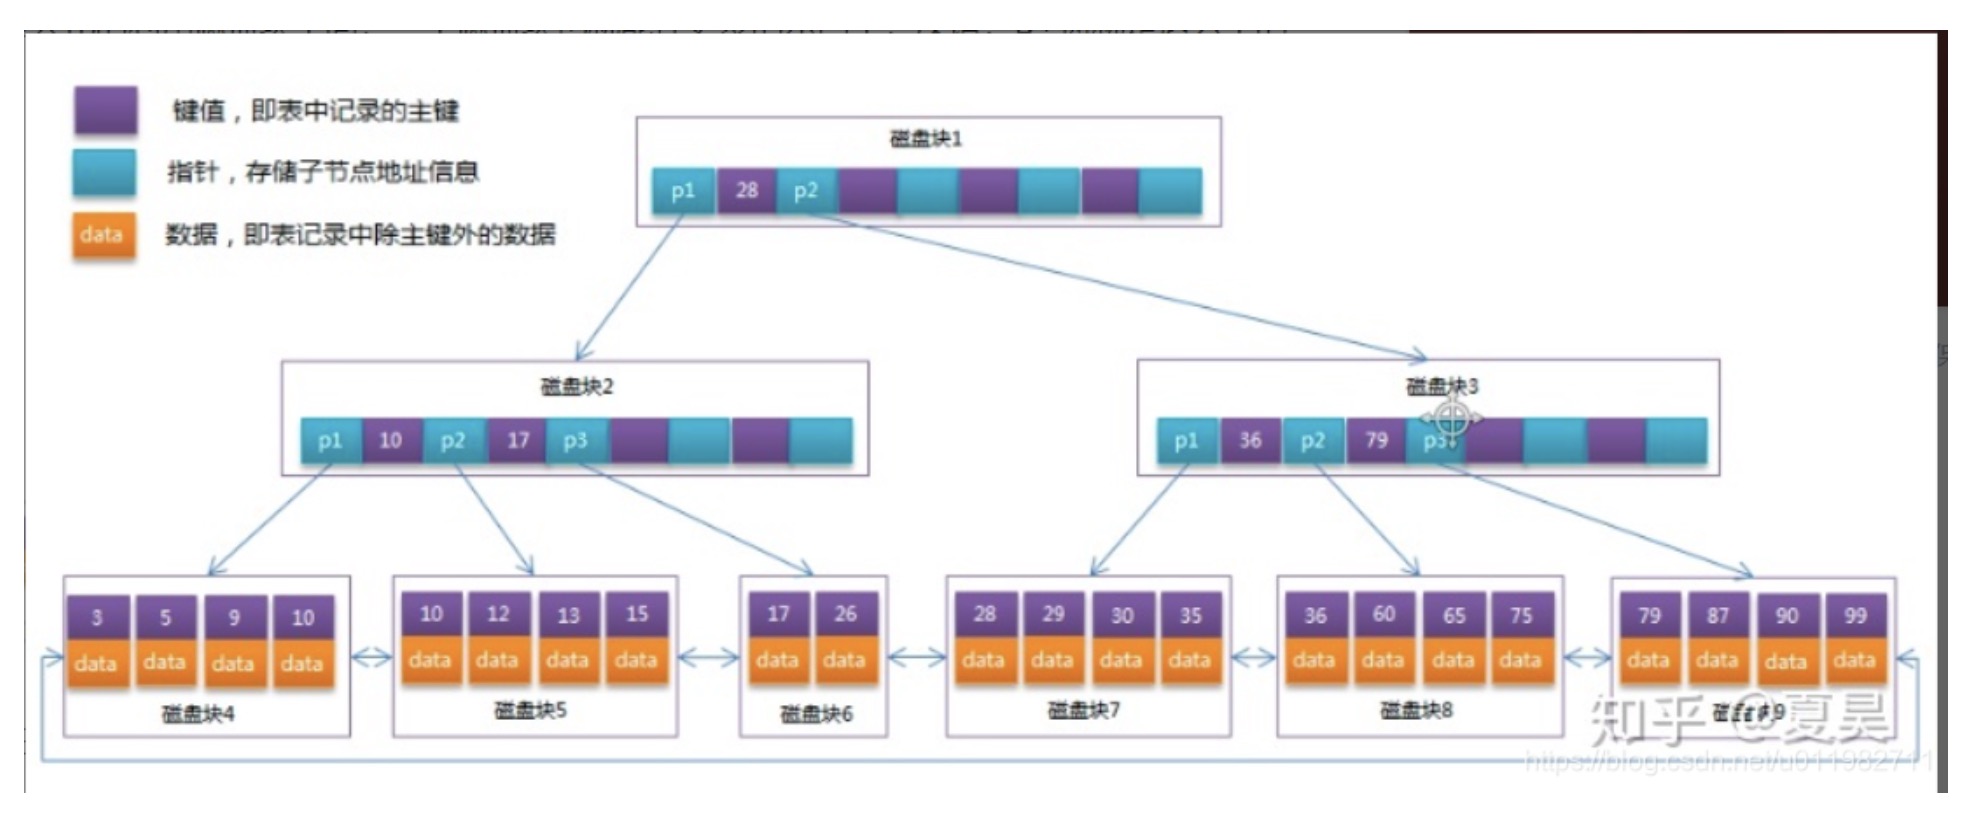 键值，即表中记录的主键
指针，存储子节点地址信息
data 数据，即表记录中除主键外的数据
磁盘块1
p1 28 p2
磁盘块2
p1 10 p2 17 p3
磁盘块3
p1 36 p2 79 p3
3 5 9 10
data data data data
磁盘块4
10 12 13 15
data data data data
磁盘块5
17 26
data data
磁盘块6
28 29 30 35
data data data data
磁盘块7
36 60 65 75
data data data data
磁盘块8
79 87 90 99
data data data data
磁盘块9
知乎 @夏昊
https://blog.csdn.net/u011982711